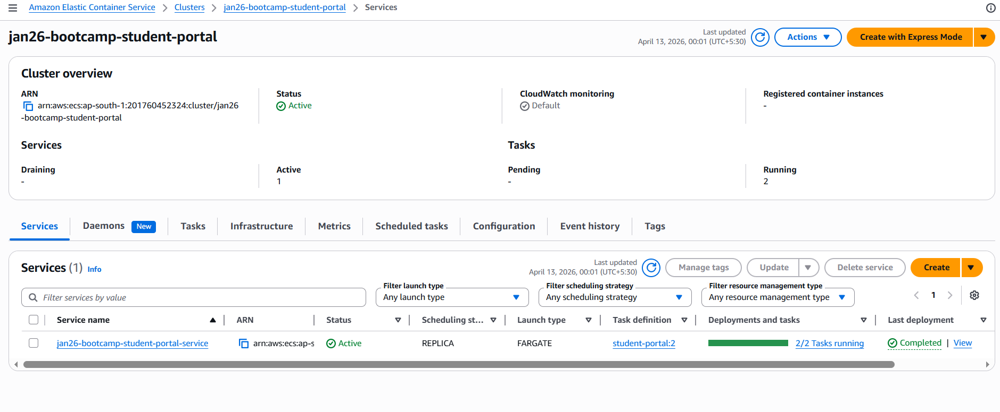 Amazon Elastic Container Service > Clusters > jan26-bootcamp-student-portal > Services
jan26-bootcamp-student-portal
Last updated
April 13, 2026, 00:01 (UTC+5:30)
Actions
Create with Express Mode
Cluster overview
ARN
arn:aws:ecs:ap-south-1:201760452324:cluster/jan26
-bootcamp-student-portal
Status
Active
CloudWatch monitoring
Default
Registered container instances
-
Services
Tasks
Draining
-
Active
1
Pending
-
Running
2
Services Daemons New Tasks Infrastructure Metrics Scheduled tasks Configuration Event history Tags
Services (1) Info
Last updated
April 13, 2026, 00:01 (UTC+5:30)
Manage tags
Update
Delete service
Create
Filter services by value
Filter launch type
Any launch type
Filter scheduling strategy
Any scheduling strategy
Filter resource management type
Any resource management type
1
Service name ARN Status Scheduling st... Launch type Task definition Deployments and tasks Last deployment
jan26-bootcamp-student-portal-service arn:aws:ecs:ap-s Active REPLICA FARGATE student-portal:2 2/2 Tasks running Completed | View